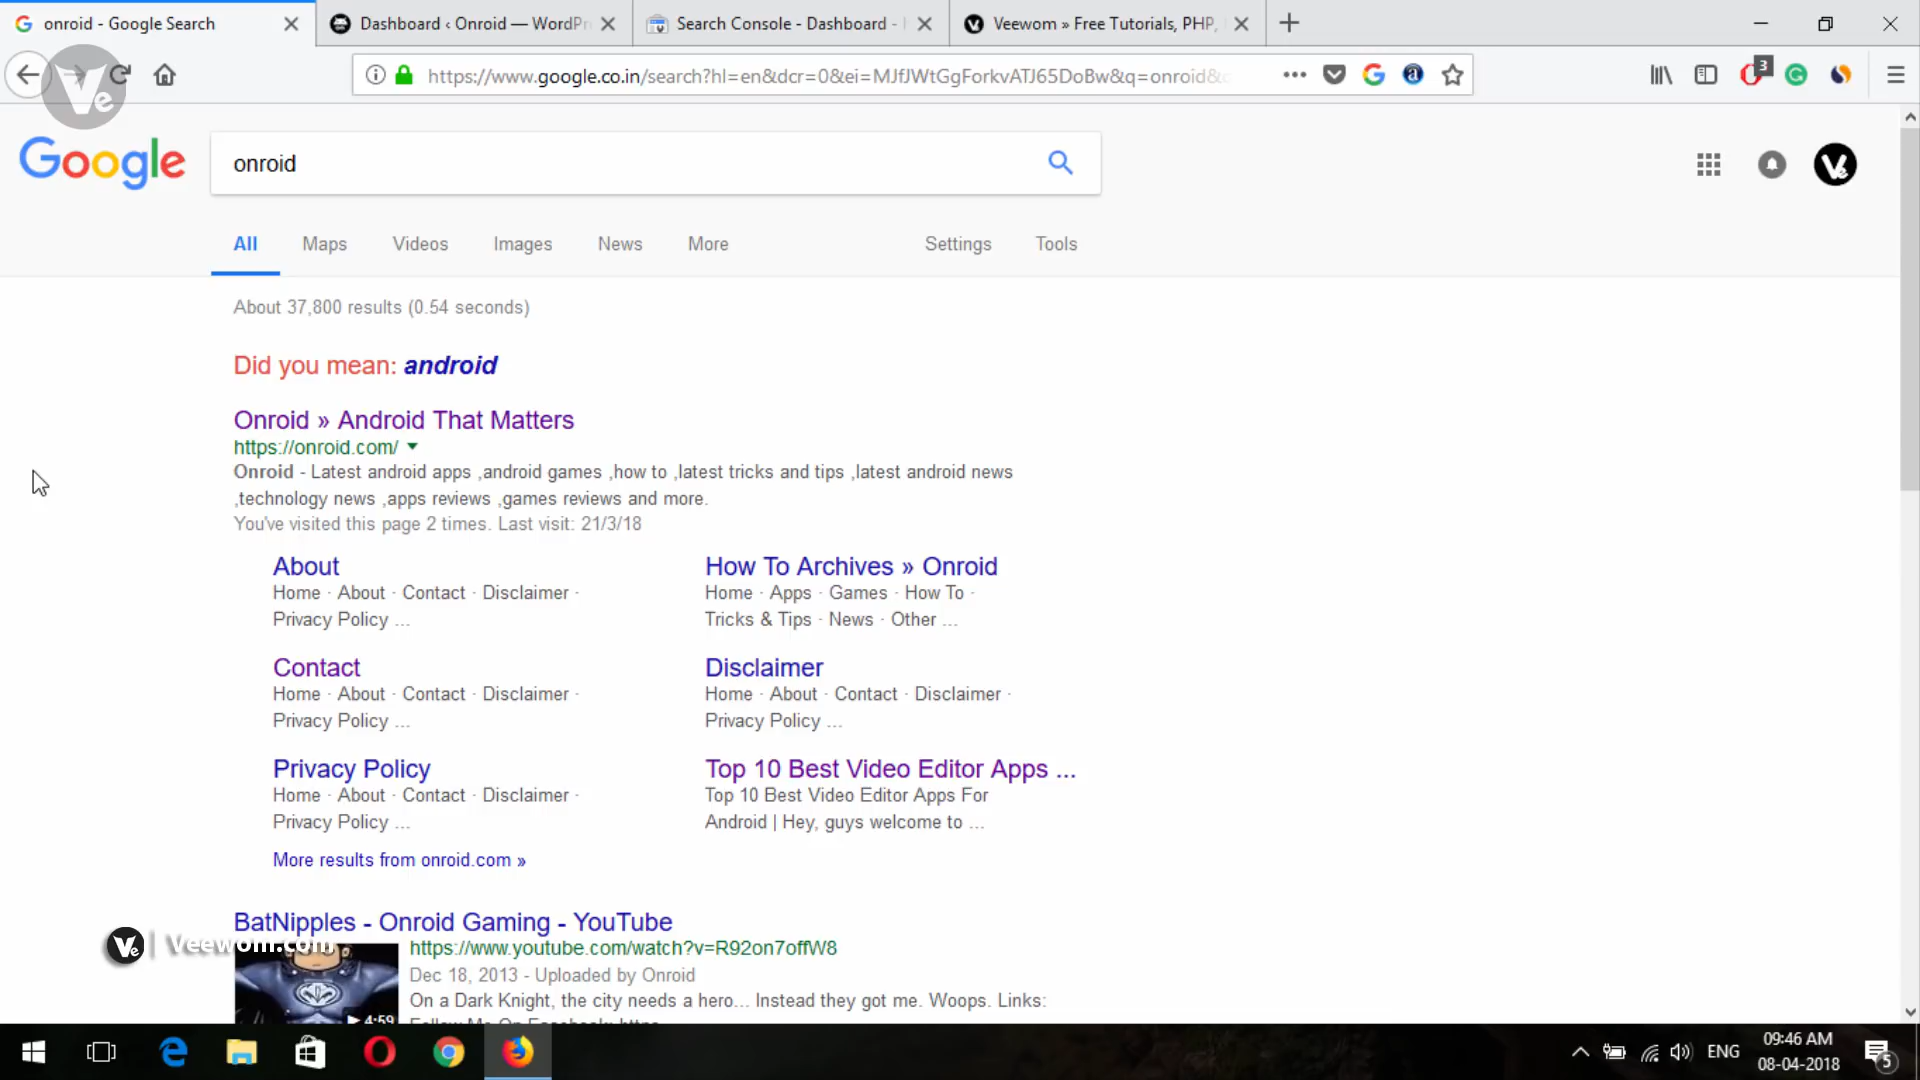 onroid - Google Search
Dashboard ‹ Onroid — WordPr
Search Console - Dashboard -
Veewom » Free Tutorials, PHP,
https://www.google.co.in/search?hl=en&dcr=0&ei=MJfJWtGgForkvATJ65DoBw&q=onroid&
3
Google
onroid
All
Maps
Videos
Images
News
More
Settings
Tools
About 37,800 results (0.54 seconds)
Did you mean: android
Onroid » Android That Matters
https://onroid.com/
Onroid - Latest android apps ,android games ,how to ,latest tricks and tips ,latest android news
,technology news ,apps reviews ,games reviews and more.
You've visited this page 2 times. Last visit: 21/3/18
About
Home · About · Contact · Disclaimer ·
Privacy Policy ...
How To Archives » Onroid
Home · Apps · Games · How To ·
Tricks & Tips · News · Other ...
Contact
Home · About · Contact · Disclaimer ·
Privacy Policy ...
Disclaimer
Home · About · Contact · Disclaimer ·
Privacy Policy ...
Privacy Policy
Home · About · Contact · Disclaimer ·
Privacy Policy ...
Top 10 Best Video Editor Apps ...
Top 10 Best Video Editor Apps For
Android | Hey, guys welcome to ...
More results from onroid.com »
BatNipples - Onroid Gaming - YouTube
https://www.youtube.com/watch?v=R92on7offW8
Dec 18, 2013 - Uploaded by Onroid
On a Dark Knight, the city needs a hero... Instead they got me. Woops. Links:
Follow Me On Facebook: https
4:59
Ve | Veewom.com
ENG
09:46 AM
08-04-2018
5